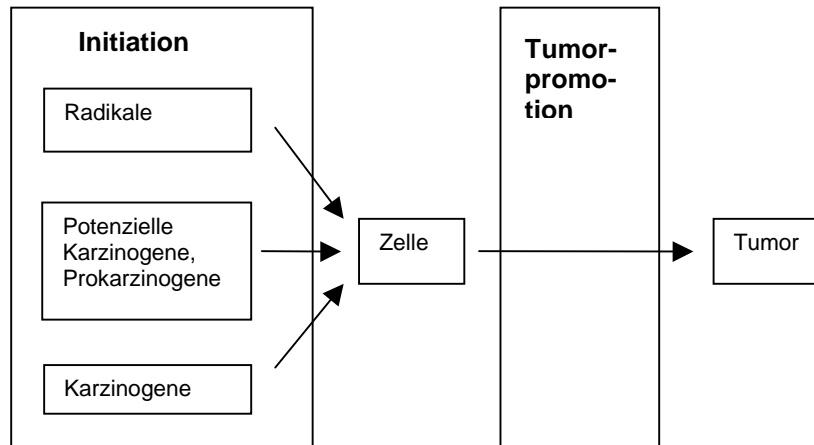 Initiation
Radikale
Potenzielle
Karzinogene,
Prokarzinogene
Karzinogene
Zelle
Tumor-
promo-
tion
Tumor